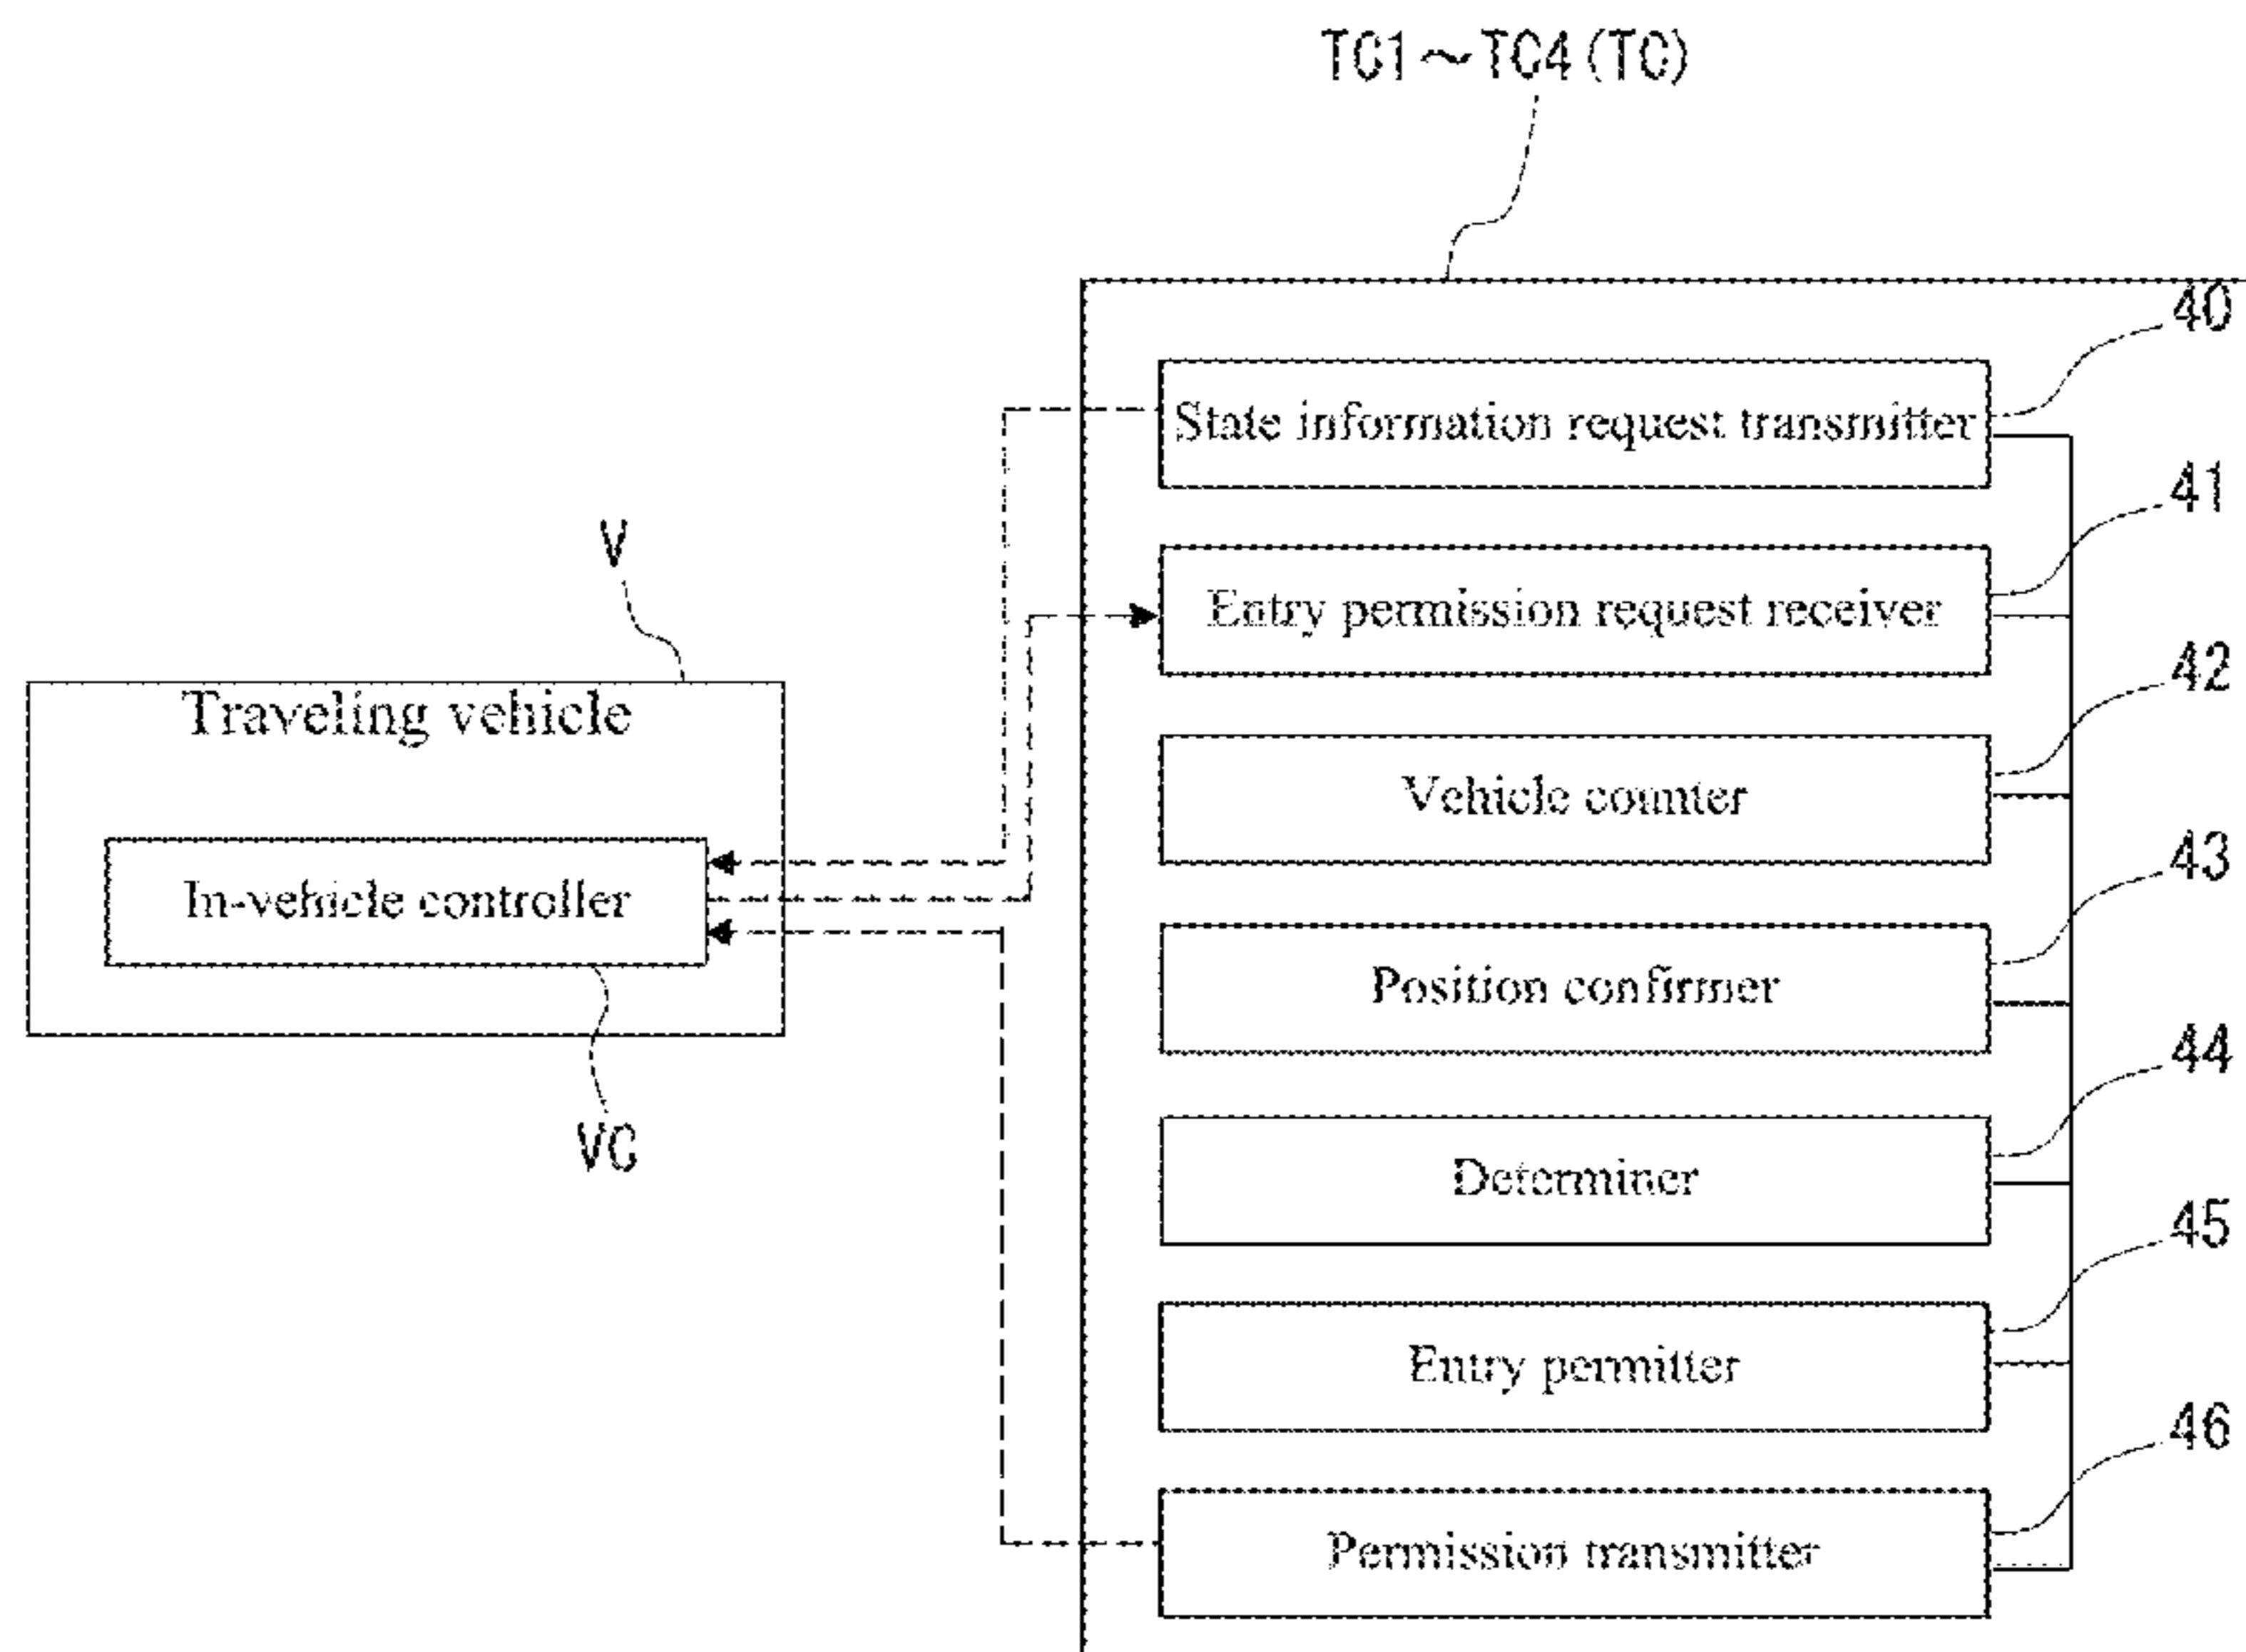 TC1~TC4(TC)
40
State information request transmitter
41
Entry permission request receiver
V
42
Traveling vehicle
Vehicle counter
43
In-vehicle controller
Position confirmer
44
VC
Determiner
45
Entry permitter
46
Permission transmitter